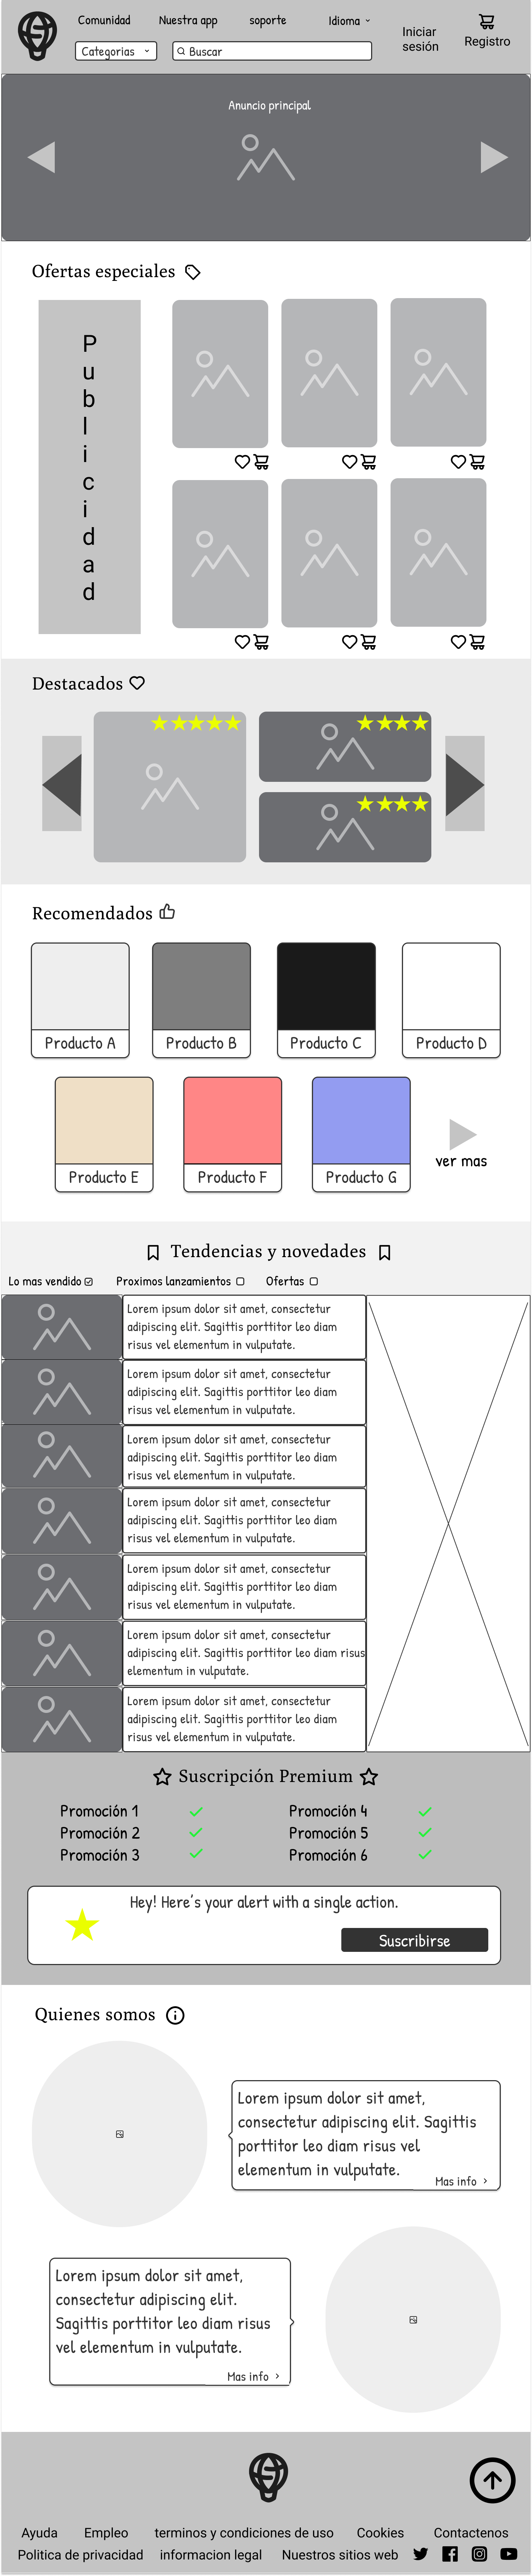 Comunidad Nuestra app soporte Idioma
Iniciar sesión
Registro
Categorias
Buscar
Anuncio principal
Ofertas especiales
Publicidad
Destacados
Recomendados
Producto A Producto B Producto C Producto D
Producto E Producto F Producto G
ver mas
Tendencias y novedades
Lo mas vendido Proximos lanzamientos Ofertas
Lorem ipsum dolor sit amet, consectetur
adipiscing elit. Sagittis porttitor leo diam
risus vel elementum in vulputate.
Lorem ipsum dolor sit amet, consectetur
adipiscing elit. Sagittis porttitor leo diam
risus vel elementum in vulputate.
Lorem ipsum dolor sit amet, consectetur
adipiscing elit. Sagittis porttitor leo diam
risus vel elementum in vulputate.
Lorem ipsum dolor sit amet, consectetur
adipiscing elit. Sagittis porttitor leo diam
risus vel elementum in vulputate.
Lorem ipsum dolor sit amet, consectetur
adipiscing elit. Sagittis porttitor leo diam
risus vel elementum in vulputate.
Lorem ipsum dolor sit amet, consectetur
adipiscing elit. Sagittis porttitor leo diam risus
elementum in vulputate.
Lorem ipsum dolor sit amet, consectetur
adipiscing elit. Sagittis porttitor leo diam
risus vel elementum in vulputate.
Suscripción Premium
Promoción 1 Promoción 4
Promoción 2 Promoción 5
Promoción 3 Promoción 6
Hey! Here's your alert with a single action.
Suscribirse
Quienes somos
Lorem ipsum dolor sit amet,
consectetur adipiscing elit. Sagittis
porttitor leo diam risus vel
elementum in vulputate.
Mas info
Lorem ipsum dolor sit amet,
consectetur adipiscing elit.
Sagittis porttitor leo diam risus
vel elementum in vulputate.
Mas info
Ayuda Empleo terminos y condiciones de uso Cookies Contactenos
Politica de privacidad informacion legal Nuestros sitios web